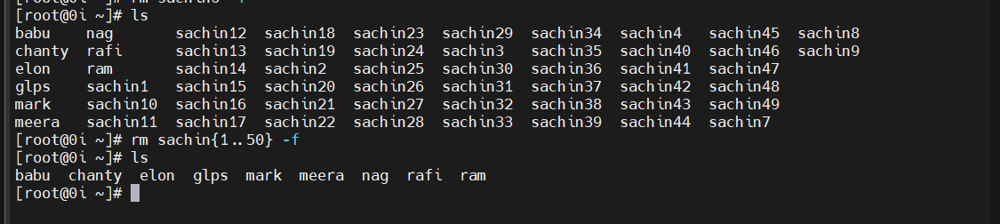 [root@0i ~]# ls
babu    nag       sachin12  sachin18  sachin23  sachin29  sachin34  sachin4   sachin45  sachin8
chanty  rafi      sachin13  sachin19  sachin24  sachin3   sachin35  sachin40  sachin46  sachin9
elon    ram       sachin14  sachin2   sachin25  sachin30  sachin36  sachin41  sachin47
glps    sachin1   sachin15  sachin20  sachin26  sachin31  sachin37  sachin42  sachin48
mark    sachin10  sachin16  sachin21  sachin27  sachin32  sachin38  sachin43  sachin49
meera   sachin11  sachin17  sachin22  sachin28  sachin33  sachin39  sachin44  sachin7
[root@0i ~]# rm sachin{1..50} -f
[root@0i ~]# ls
babu  chanty  elon  glps  mark  meera  nag  rafi  ram
[root@0i ~]#